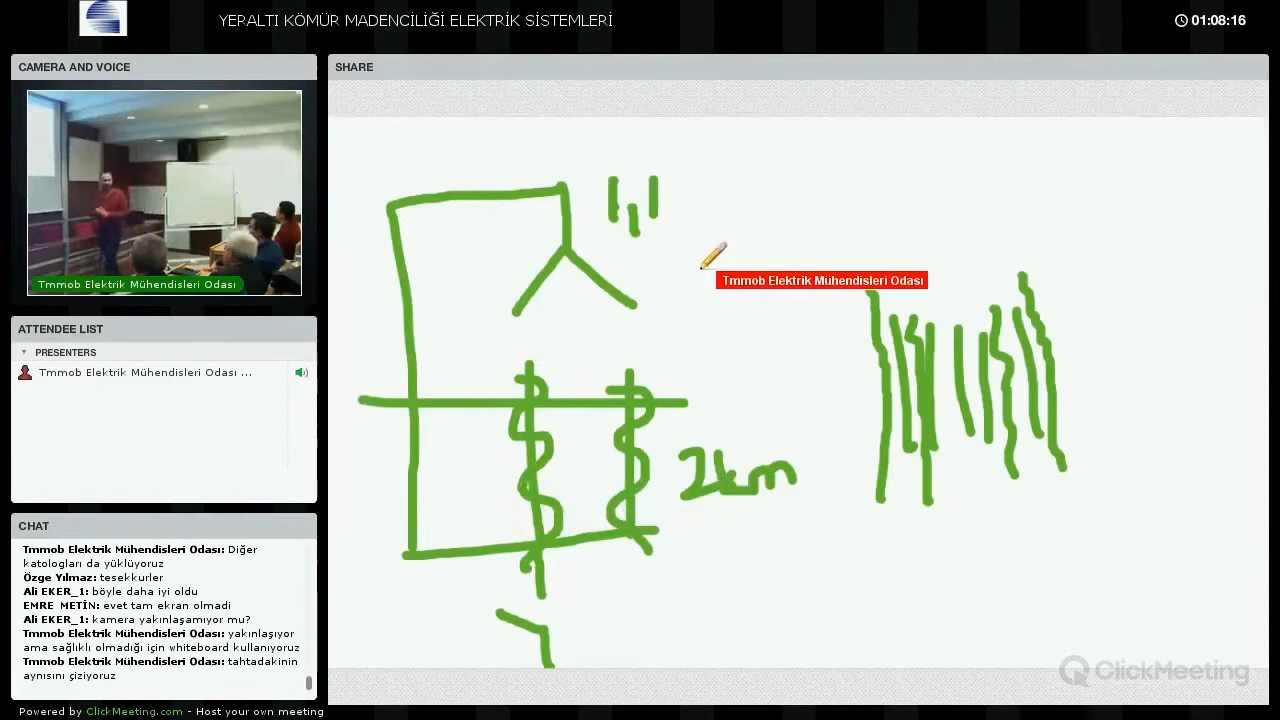 YERALTI KÖMÜR MADENCİLİĞİ ELEKTRİK SİSTEMLERİ
01:08:16
CAMERA AND VOICE
Tmmob Elektrik Mühendisleri Odası
ATTENDEE LIST
PRESENTERS
Tmmob Elektrik Mühendisleri Odası ...
CHAT
Tmmob Elektrik Mühendisleri Odası: Diğer
katologları da yüklüyoruz
Özge Yılmaz: tesekkurler
Ali EKER_1: böyle daha iyi oldu
EMRE METİN: evet tam ekran olmadi
Ali EKER_1: kamera yakınlaşamıyor mu?
Tmmob Elektrik Mühendisleri Odası: yakınlaşıyor
ama sağlıklı olmadığı için whiteboard kullanıyoruz
Tmmob Elektrik Mühendisleri Odası: tahtadakinin
aynısını şiziyoruz
Powered by ClickMeeting.com - Host your own meeting
SHARE
1,1
Tmmob Elektrik Mühendisleri Odası
2km
ClickMeeting